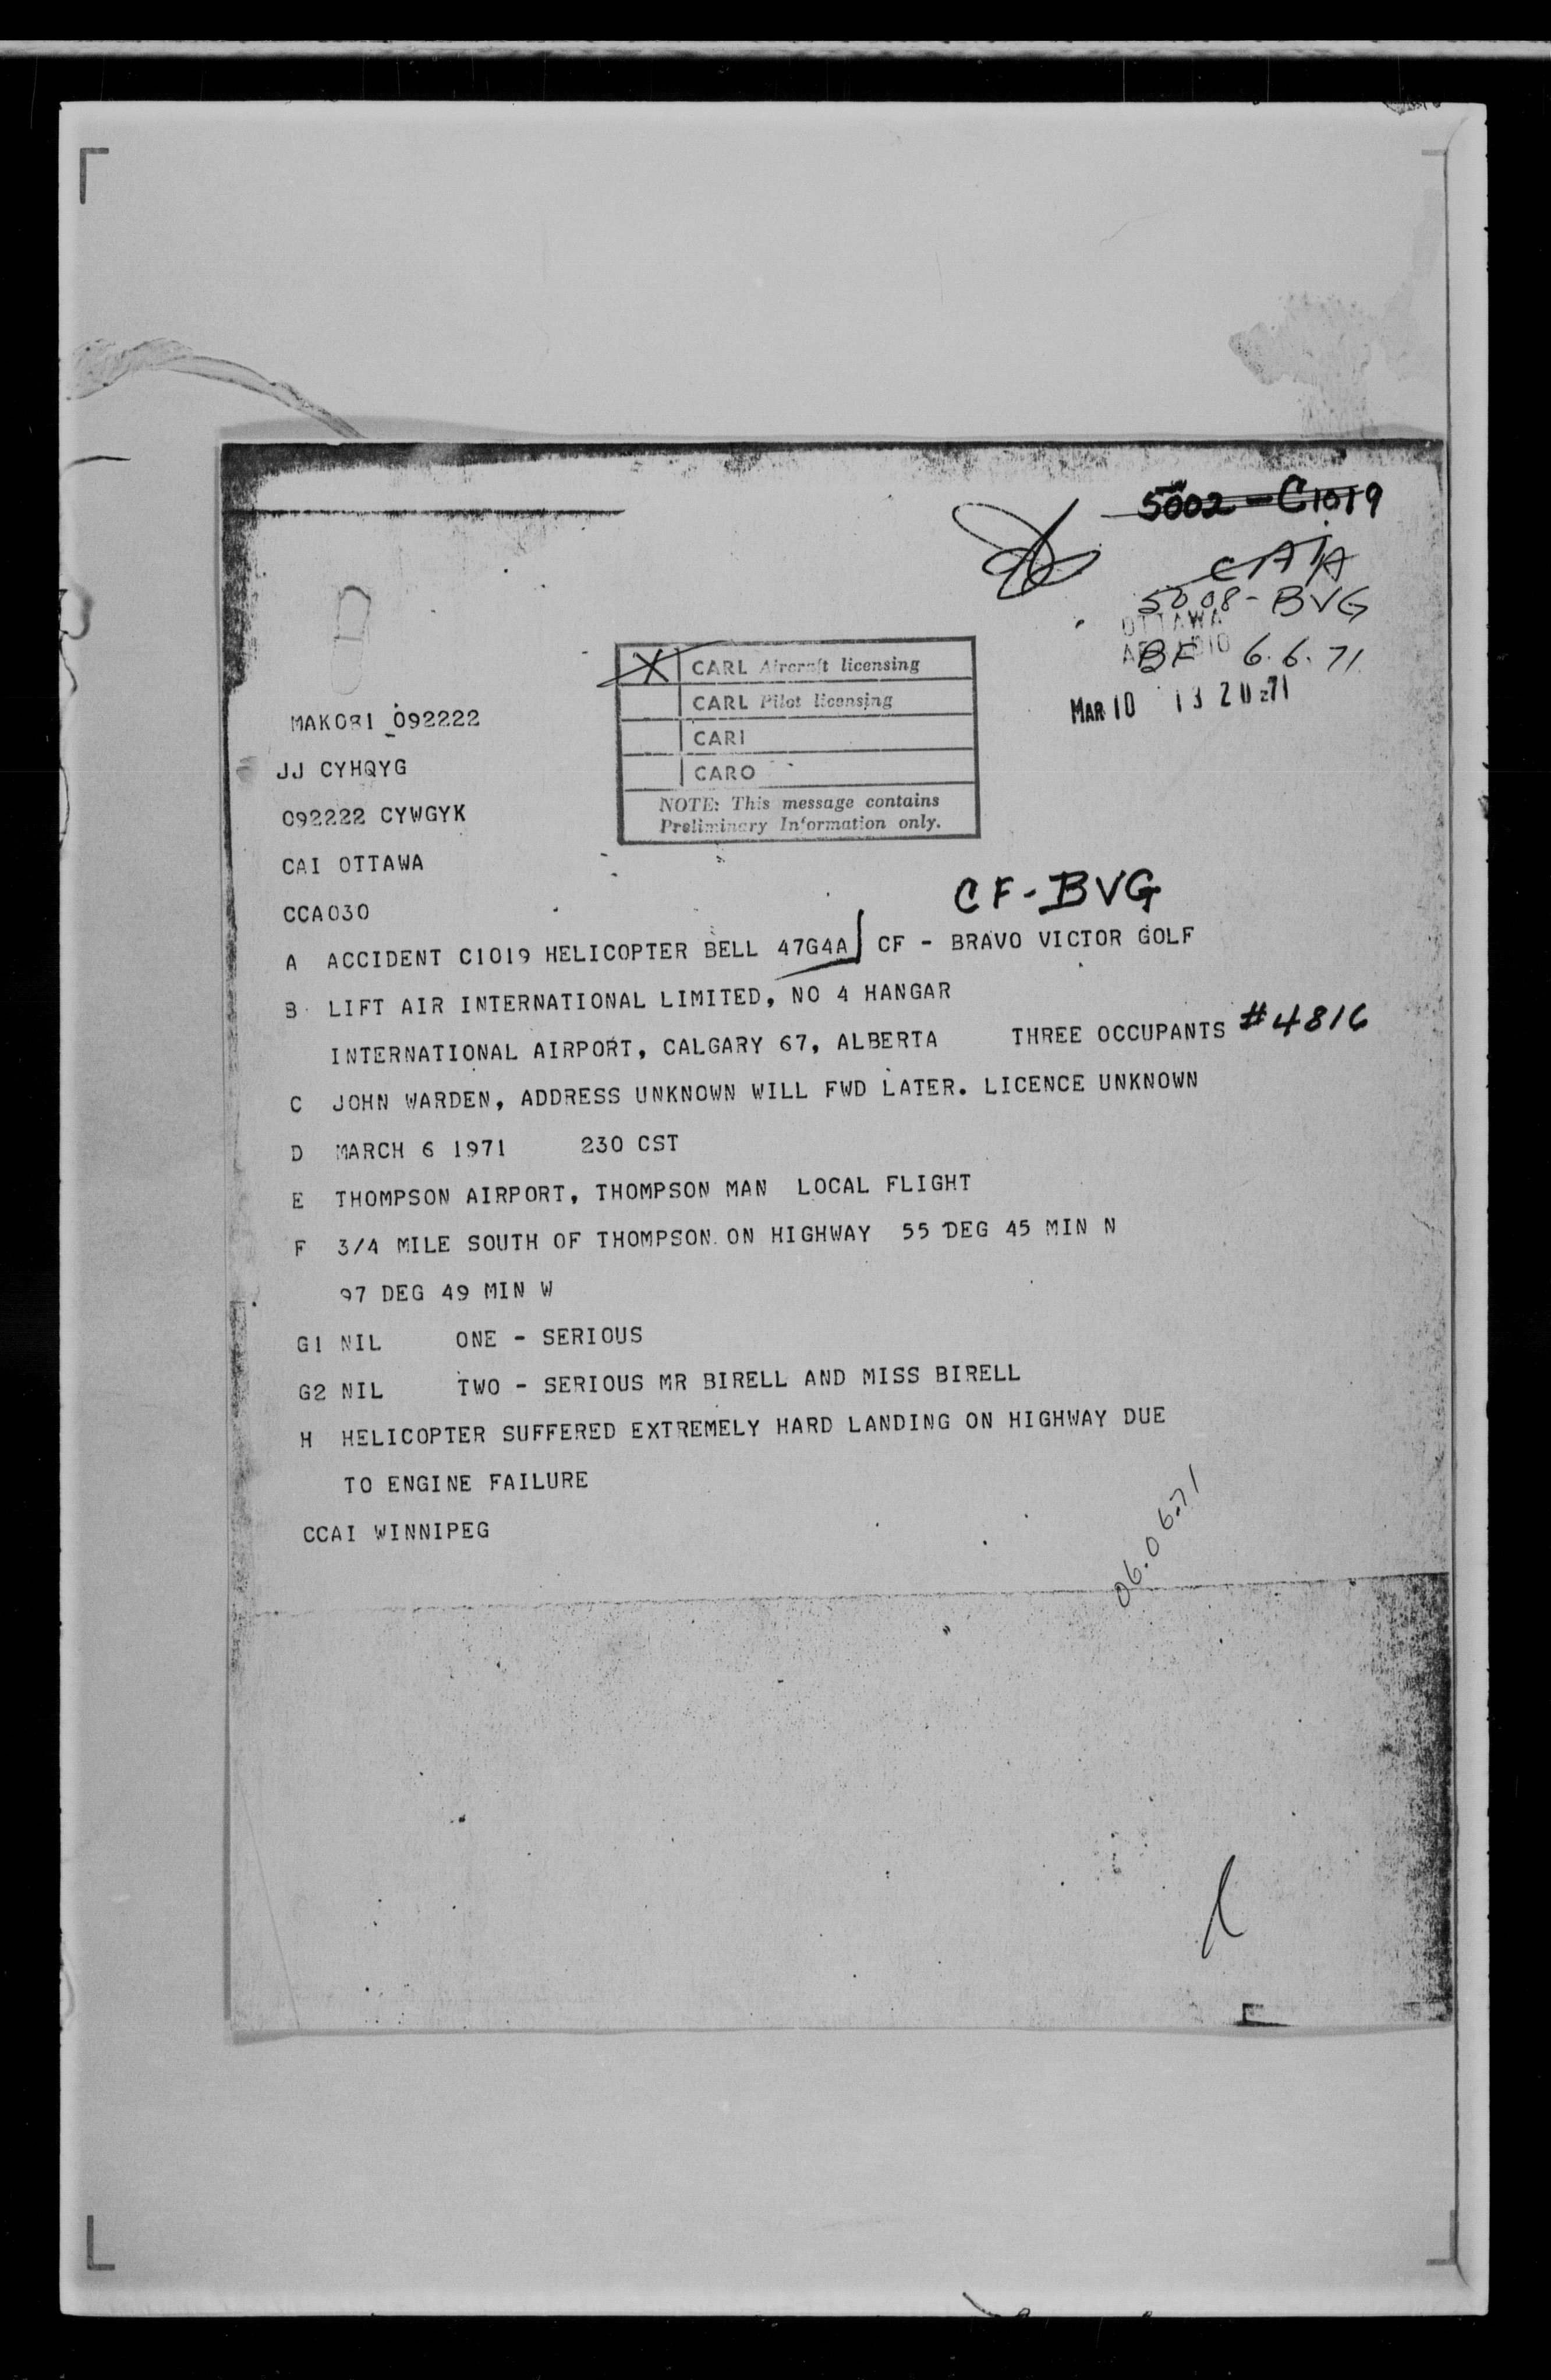 5002-C1019
CAIA
5008-BVG
OTTAWA
BF 6.6.71
MAR 10 13 20 '71
X CARL Aircraft licensing
CARL Pilot licensing
CARI
CARO
NOTE: This message contains
Preliminary Information only.
MAK081 092222
JJ CYHQYG
092222 CYWGYK
CAI OTTAWA
CCA030
CF-BVG
A ACCIDENT C1019 HELICOPTER BELL 47G4A CF - BRAVO VICTOR GOLF
B LIFT AIR INTERNATIONAL LIMITED, NO 4 HANGAR
INTERNATIONAL AIRPORT, CALGARY 67, ALBERTA THREE OCCUPANTS #4816
C JOHN WARDEN, ADDRESS UNKNOWN WILL FWD LATER. LICENCE UNKNOWN
D MARCH 6 1971 230 CST
E THOMPSON AIRPORT, THOMPSON MAN LOCAL FLIGHT
F 3/4 MILE SOUTH OF THOMPSON ON HIGHWAY 55 DEG 45 MIN N
97 DEG 49 MIN W
G1 NIL ONE - SERIOUS
G2 NIL TWO - SERIOUS MR BIRELL AND MISS BIRELL
H HELICOPTER SUFFERED EXTREMELY HARD LANDING ON HIGHWAY DUE
TO ENGINE FAILURE
CCAI WINNIPEG
06.06.71